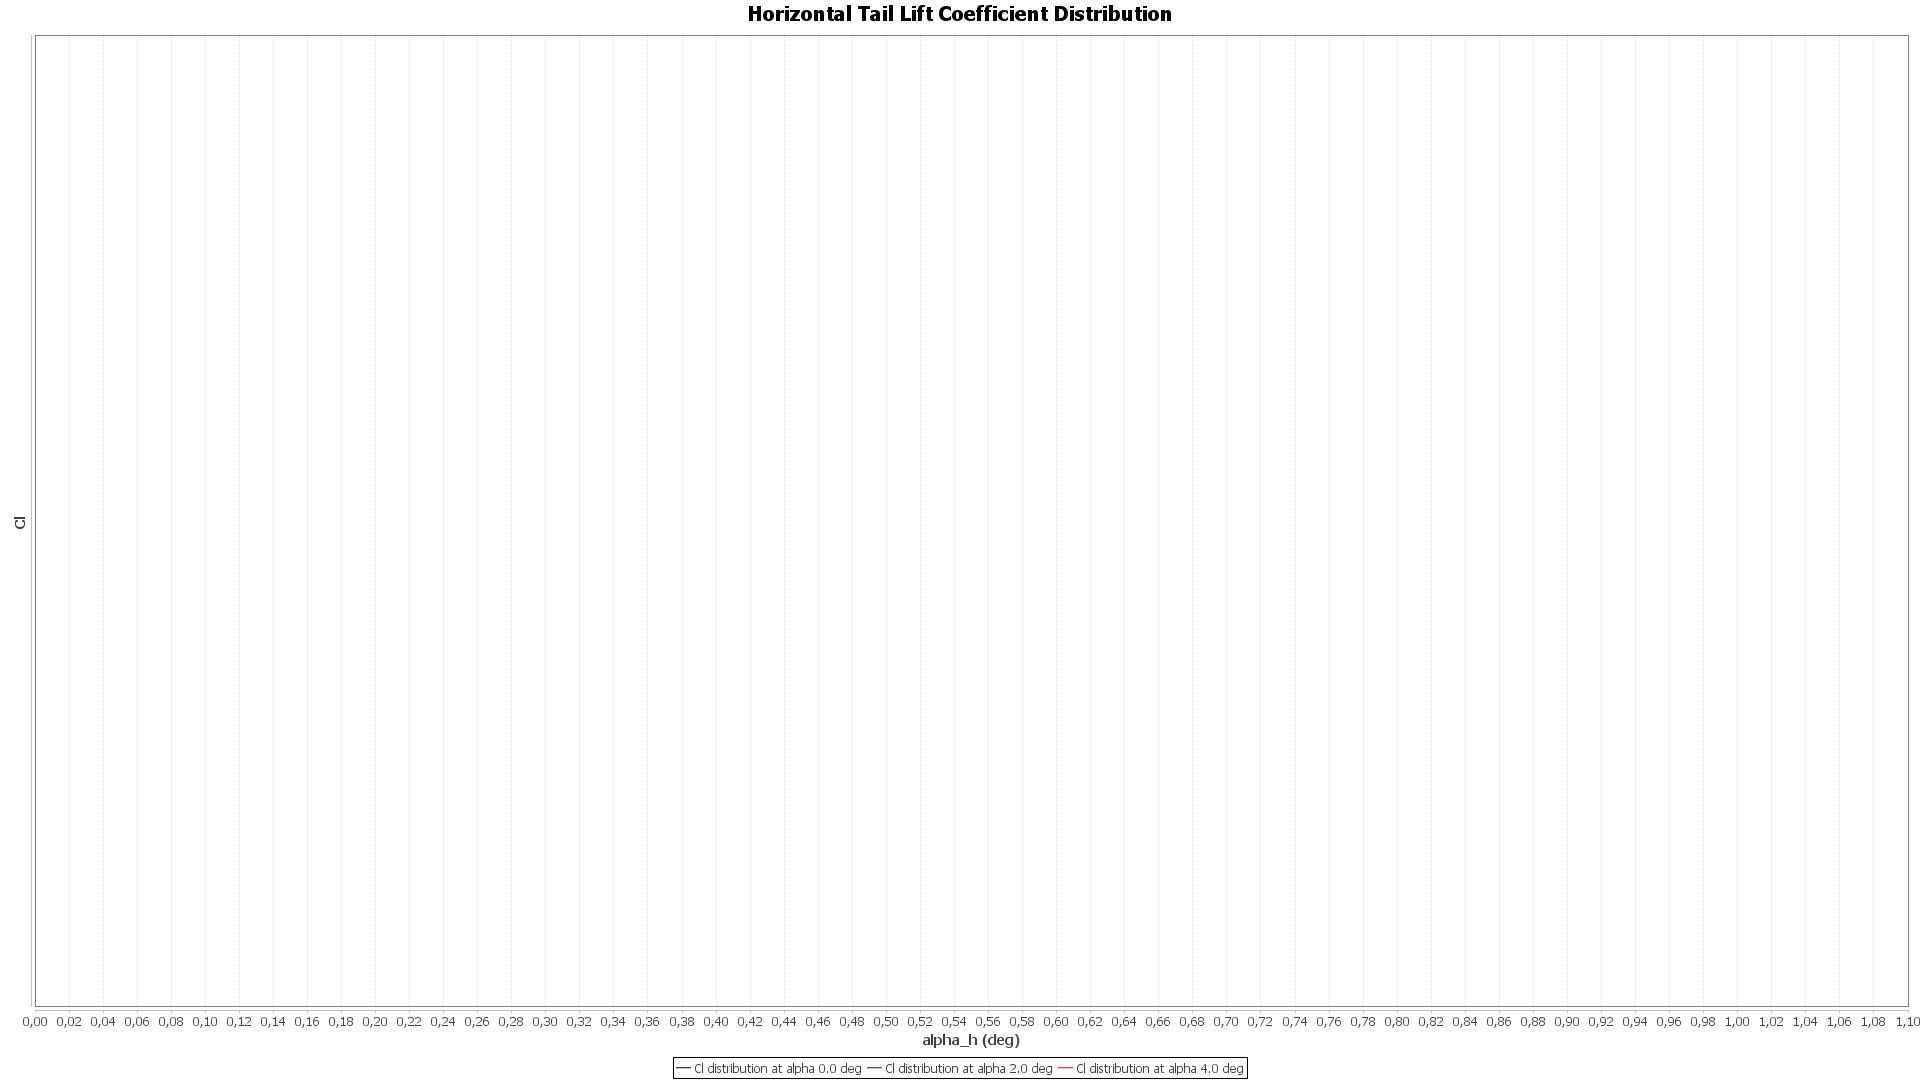 Horizontal Tail Lift Coefficient Distribution
Cl
0,00 0,02 0,04 0,06 0,08 0,10 0,12 0,14 0,16 0,18 0,20 0,22 0,24 0,26 0,28 0,30 0,32 0,34 0,36 0,38 0,40 0,42 0,44 0,46 0,48 0,50 0,52 0,54 0,56 0,58 0,60 0,62 0,64 0,66 0,68 0,70 0,72 0,74 0,76 0,78 0,80 0,82 0,84 0,86 0,88 0,90 0,92 0,94 0,96 0,98 1,00 1,02 1,04 1,06 1,08 1,10
alpha_h (deg)
Cl distribution at alpha 0.0 deg Cl distribution at alpha 2.0 deg Cl distribution at alpha 4.0 deg